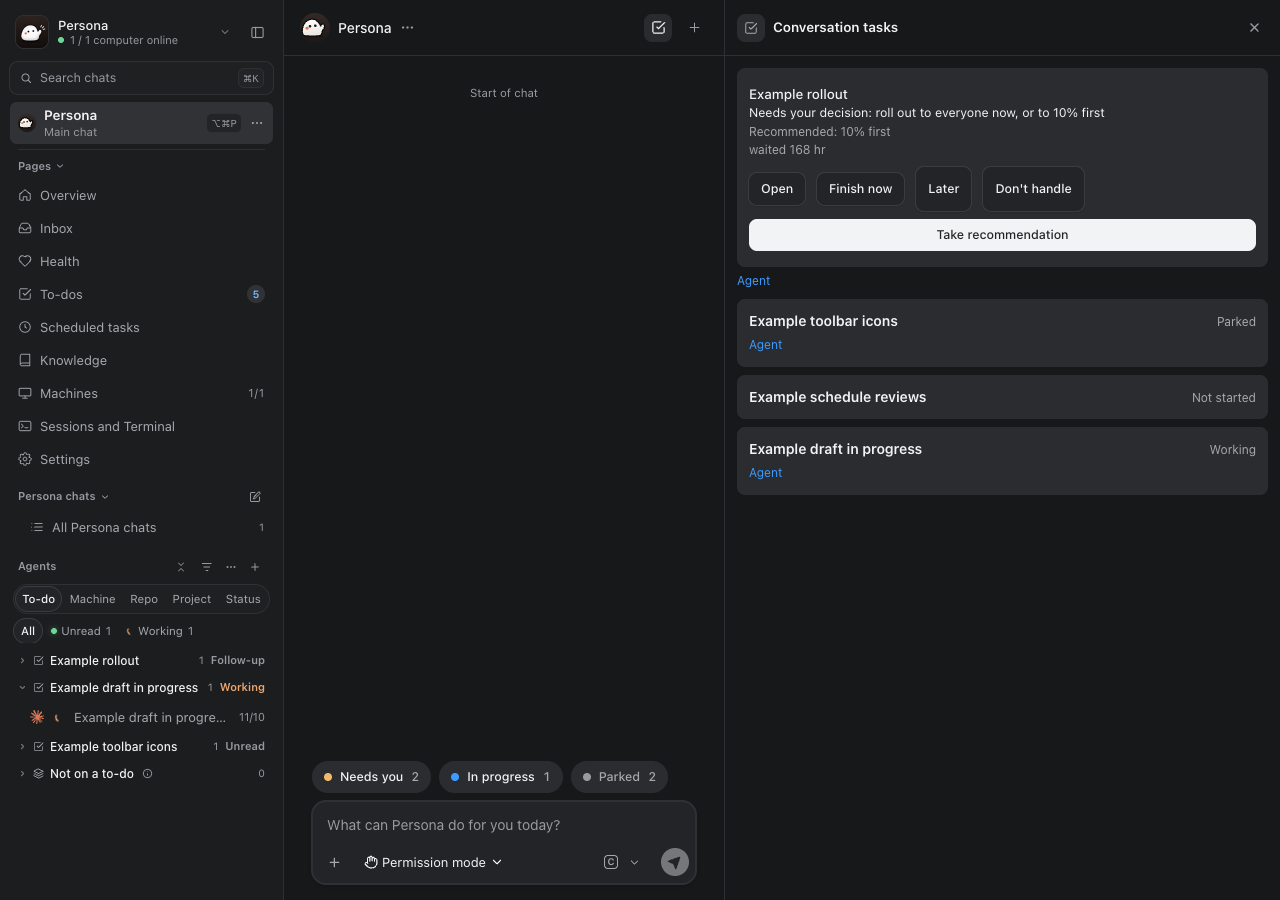 Persona
1 / 1 computer online
Search chats
⌘K
Persona
Main chat
⌥⌘P
Pages
Overview
Inbox
Health
To-dos
5
Scheduled tasks
Knowledge
Machines
1/1
Sessions and Terminal
Settings
Persona chats
All Persona chats
1
Agents
To-do
Machine
Repo
Project
Status
All
Unread 1
Working 1
Example rollout
1 Follow-up
Example draft in progress
1 Working
Example draft in progre...
11/10
Example toolbar icons
1 Unread
Not on a to-do
0
Persona
Start of chat
Needs you 2
In progress 1
Parked 2
What can Persona do for you today?
Permission mode
C
Conversation tasks
Example rollout
Needs your decision: roll out to everyone now, or to 10% first
Recommended: 10% first
waited 168 hr
Open
Finish now
Later
Don't handle
Take recommendation
Agent
Example toolbar icons
Parked
Agent
Example schedule reviews
Not started
Example draft in progress
Working
Agent